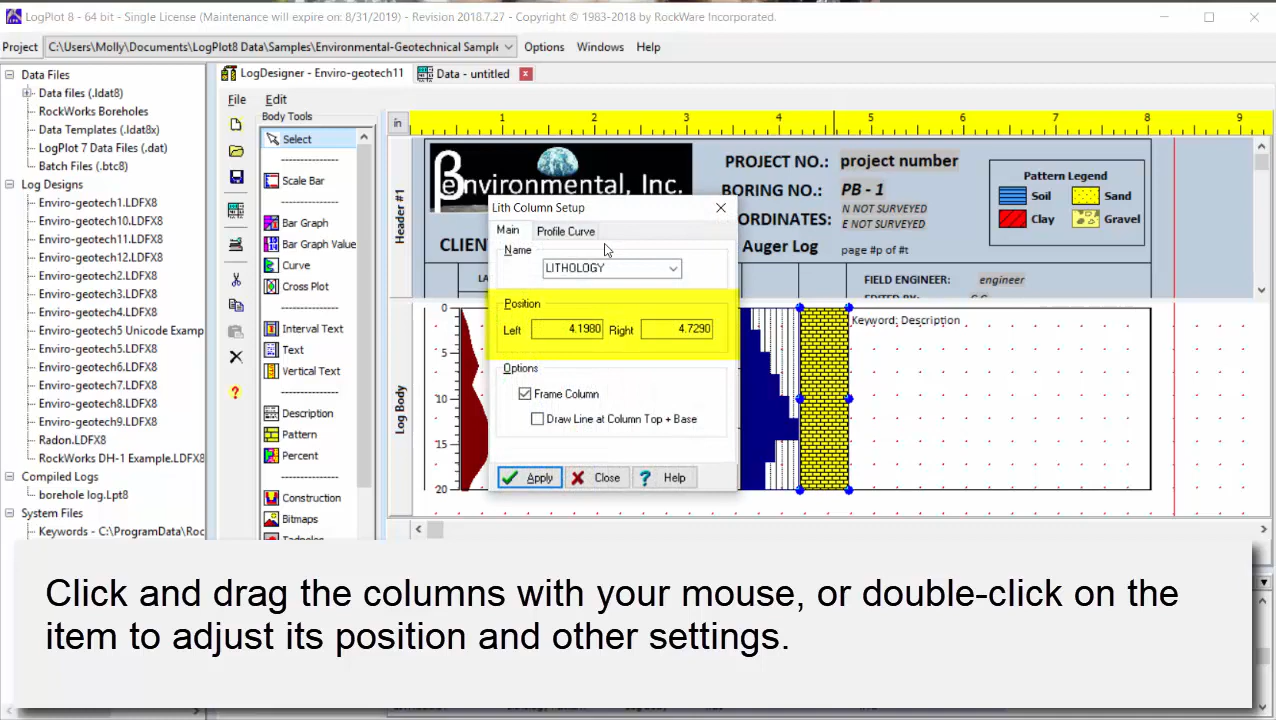 LogPlot 8 - 64 bit - Single License (Maintenance will expire on: 8/31/2019) - Revision 2018.7.27 - Copyright © 1983-2018 by RockWare Incorporated.
Project C:\Users\Molly\Documents\LogPlot8 Data\Samples\Environmental-Geotechnical Sample Options Windows Help
Data Files
Data files (.ldat8)
RockWorks Boreholes
Data Templates (.ldat8x)
LogPlot 7 Data Files (.dat)
Batch Files (.btc8)
Log Designs
Enviro-geotech1.LDFX8
Enviro-geotech10.LDFX8
Enviro-geotech11.LDFX8
Enviro-geotech12.LDFX8
Enviro-geotech2.LDFX8
Enviro-geotech3.LDFX8
Enviro-geotech4.LDFX8
Enviro-geotech5 Unicode Examp
Enviro-geotech5.LDFX8
Enviro-geotech6.LDFX8
Enviro-geotech7.LDFX8
Enviro-geotech8.LDFX8
Enviro-geotech9.LDFX8
Radon.LDFX8
RockWorks DH-1 Example.LDFX8
Compiled Logs
borehole log.Lpt8
System Files
Keywords - C:\ProgramData\Roc
LogDesigner - Enviro-geotech11 Data - untitled
File Edit
Body Tools
Select
Scale Bar
Bar Graph
Bar Graph Value
Curve
Cross Plot
Interval Text
Text
Vertical Text
Description
Pattern
Percent
Construction
Bitmaps
in 1 2 3 4 5 6 7 8 9
Header #1
βenvironmental, Inc.
PROJECT NO.: project number
BORING NO.: PB - 1
ORDINATES: N NOT SURVEYED
E NOT SURVEYED
CLIEN
Auger Log page #p of #t
Pattern Legend
Soil Sand
Clay Gravel
LA
FIELD ENGINEER: engineer
Log Body
0
5
10
15
20
Keyword; Description
Lith Column Setup
Main Profile Curve
Name
LITHOLOGY
Position
Left 4.1980 Right 4.7290
Options
Frame Column
Draw Line at Column Top + Base
Apply Close Help
Click and drag the columns with your mouse, or double-click on the
item to adjust its position and other settings.